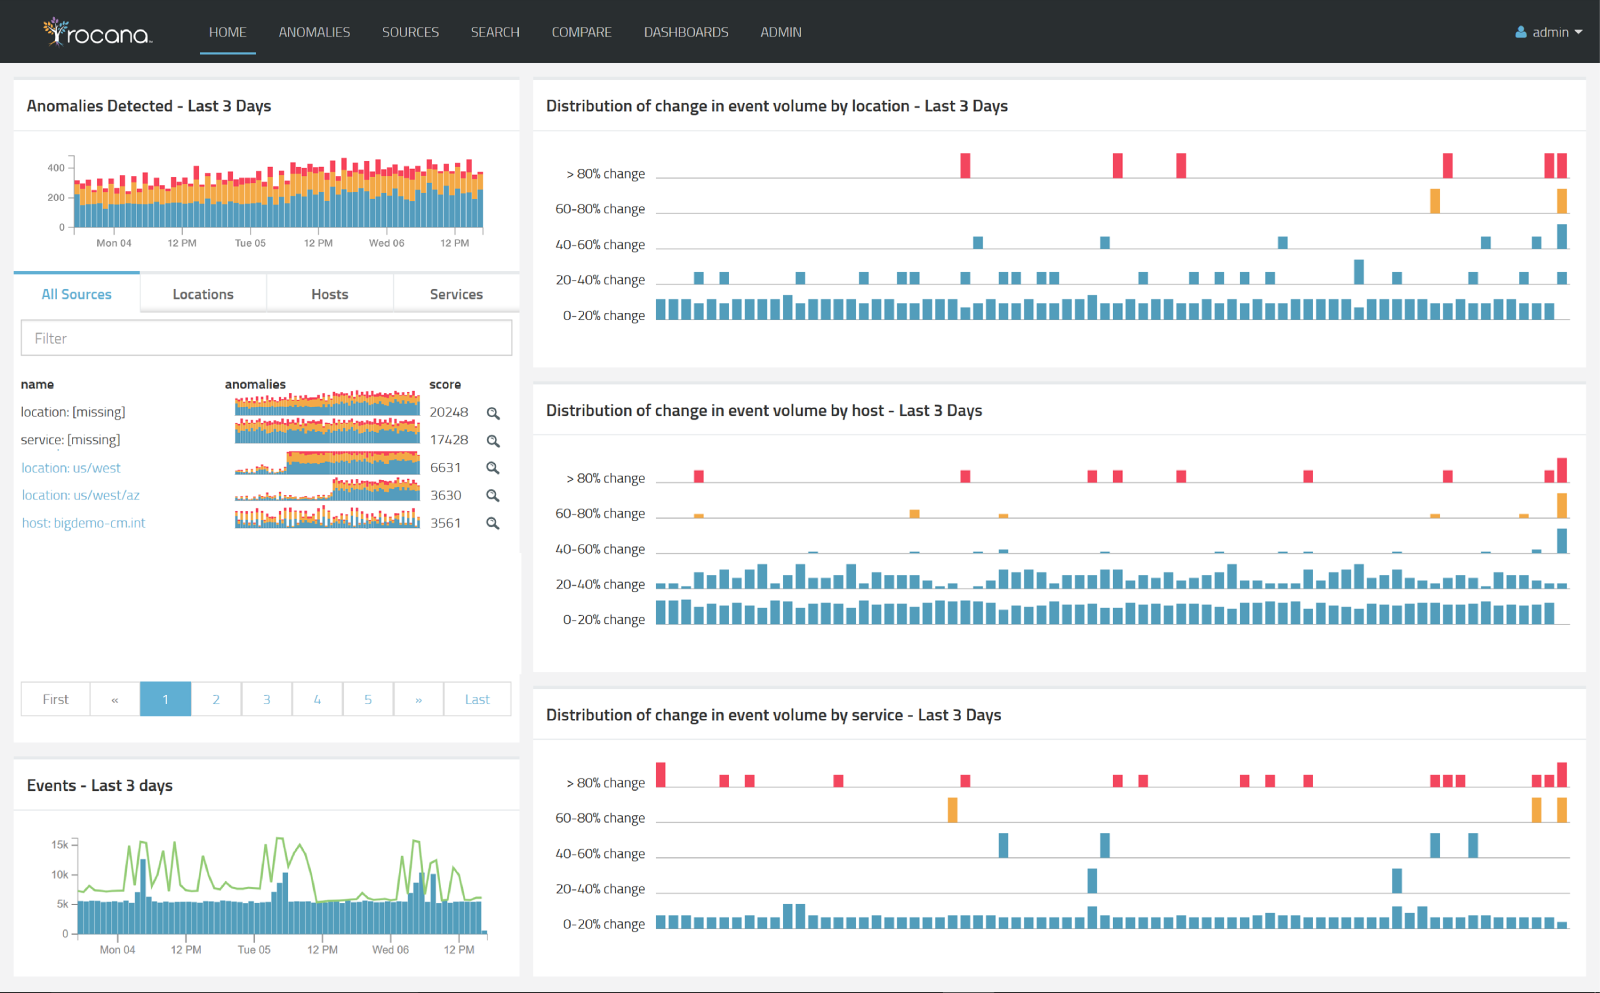 rocana
HOME ANOMALIES SOURCES SEARCH COMPARE DASHBOARDS ADMIN
admin
Anomalies Detected - Last 3 Days
400
200
0
Mon 04 12 PM Tue 05 12 PM Wed 06 12 PM
All Sources Locations Hosts Services
Filter
name anomalies score
location: [missing] 20248
service: [missing] 17428
location: us/west 6631
location: us/west/az 3630
host: bigdemo-cm.int 3561
First « 1 2 3 4 5 » Last
Events - Last 3 days
15k
10k
5k
0
Mon 04 12 PM Tue 05 12 PM Wed 06 12 PM
Distribution of change in event volume by location - Last 3 Days
> 80% change
60-80% change
40-60% change
20-40% change
0-20% change
Distribution of change in event volume by host - Last 3 Days
> 80% change
60-80% change
40-60% change
20-40% change
0-20% change
Distribution of change in event volume by service - Last 3 Days
> 80% change
60-80% change
40-60% change
20-40% change
0-20% change